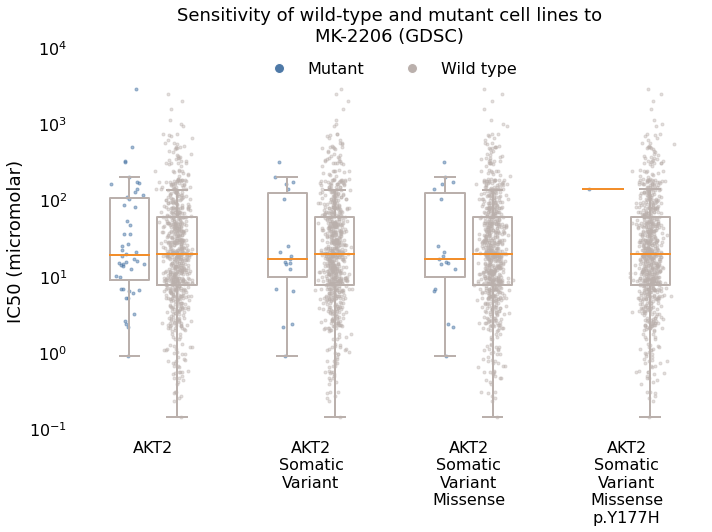 Sensitivity of wild-type and mutant cell lines to
MK-2206 (GDSC)
Mutant
Wild type
IC50 (micromolar)
10⁴
10³
10²
10¹
10⁰
10⁻¹
AKT2
AKT2
Somatic
Variant
AKT2
Somatic
Variant
Missense
AKT2
Somatic
Variant
Missense
p.Y177H